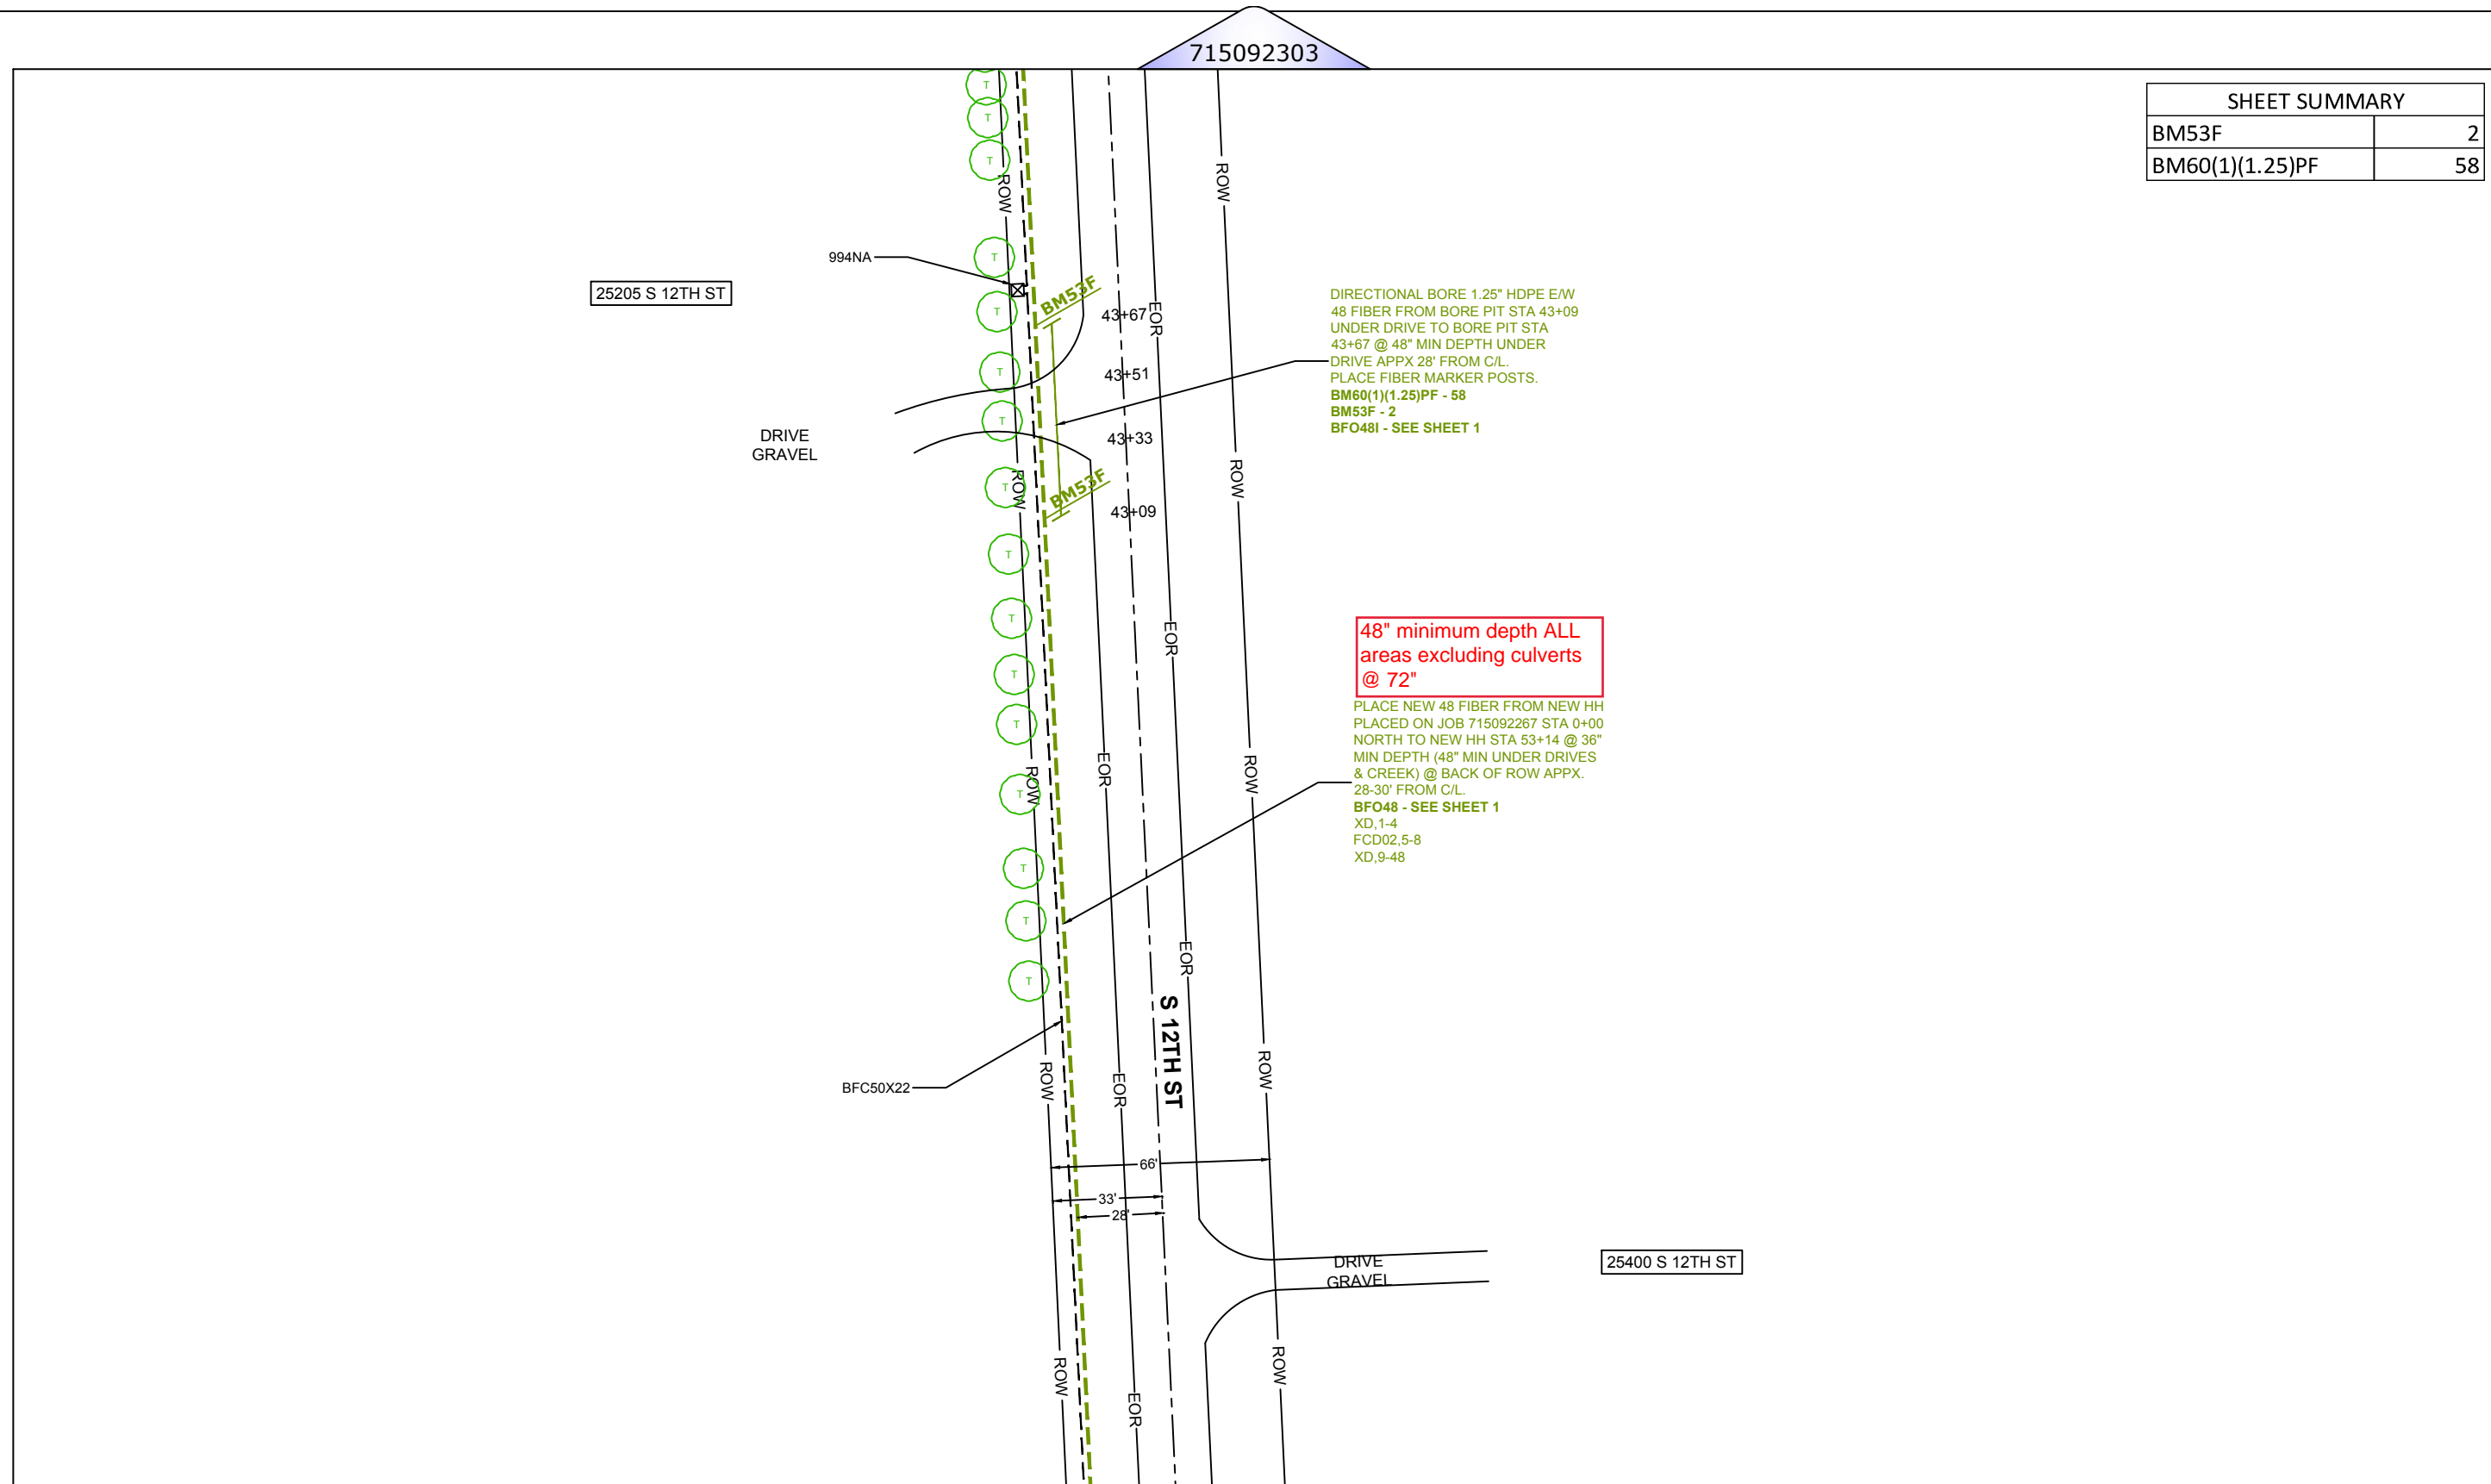 715092303
SHEET SUMMARY
BM53F 2
BM60(1)(1.25)PF 58
T
T
T
ROW
ROW
994NA
T
25205 S 12TH ST
BM53F
T
43+67
EOR
DIRECTIONAL BORE 1.25" HDPE E/W
48 FIBER FROM BORE PIT STA 43+09
UNDER DRIVE TO BORE PIT STA
43+67 @ 48" MIN DEPTH UNDER
DRIVE APPX 28' FROM C/L.
PLACE FIBER MARKER POSTS.
BM60(1)(1.25)PF - 58
BM53F - 2
BFO48I - SEE SHEET 1
T
43+51
T
DRIVE
GRAVEL
43+33
ROW
T
ROW
BM53F
43+09
T
T
EOR
48" minimum depth ALL
areas excluding culverts
@ 72"
PLACE NEW 48 FIBER FROM NEW HH
PLACED ON JOB 715092267 STA 0+00
NORTH TO NEW HH STA 53+14 @ 36"
MIN DEPTH (48" MIN UNDER DRIVES
& CREEK) @ BACK OF ROW APPX.
28-30' FROM C/L.
BFO48 - SEE SHEET 1
XD,1-4
FCD02,5-8
XD,9-48
T
T
EOR
ROW
ROW
T
T
T
EOR
T
S 12TH ST
BFC50X22
ROW
EOR
ROW
66'
33'
28'
DRIVE
GRAVEL
25400 S 12TH ST
ROW
ROW
EOR